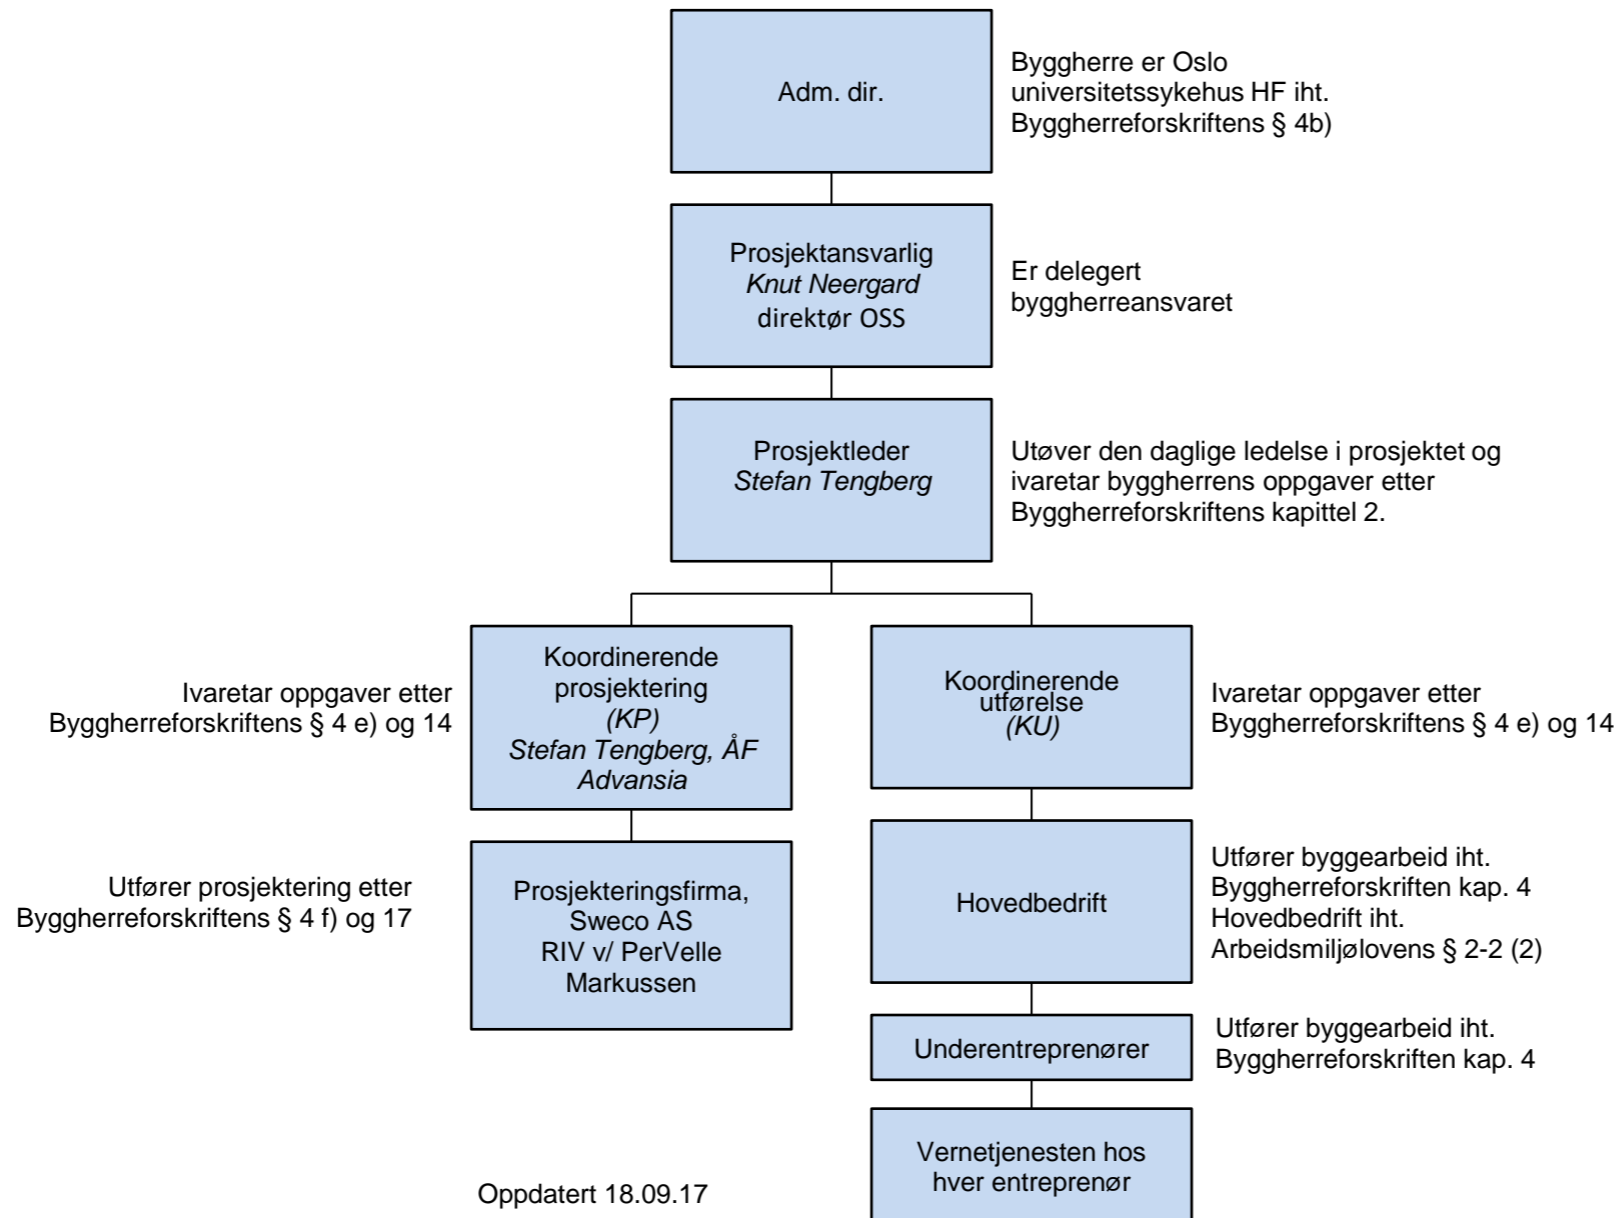 Adm. dir.
Byggherre er Oslo
universitetssykehus HF iht.
Byggherreforskriftens § 4b)
Prosjektansvarlig
Knut Neergard
direktør OSS
Er delegert
byggherreansvaret
Prosjektleder
Stefan Tengberg
Utøver den daglige ledelse i prosjektet og
ivaretar byggherrens oppgaver etter
Byggherreforskriftens kapittel 2.
Ivaretar oppgaver etter
Byggherreforskriftens § 4 e) og 14
Koordinerende
prosjektering
(KP)
Stefan Tengberg, ÅF
Advansia
Koordinerende
utførelse
(KU)
Ivaretar oppgaver etter
Byggherreforskriftens § 4 e) og 14
Utfører prosjektering etter
Byggherreforskriftens § 4 f) og 17
Prosjekteringsfirma,
Sweco AS
RIV v/ PerVelle
Markussen
Hovedbedrift
Utfører byggearbeid iht.
Byggherreforskriften kap. 4
Hovedbedrift iht.
Arbeidsmiljølovens § 2-2 (2)
Underentreprenører
Utfører byggearbeid iht.
Byggherreforskriften kap. 4
Vernetjenesten hos
hver entreprenør
Oppdatert 18.09.17